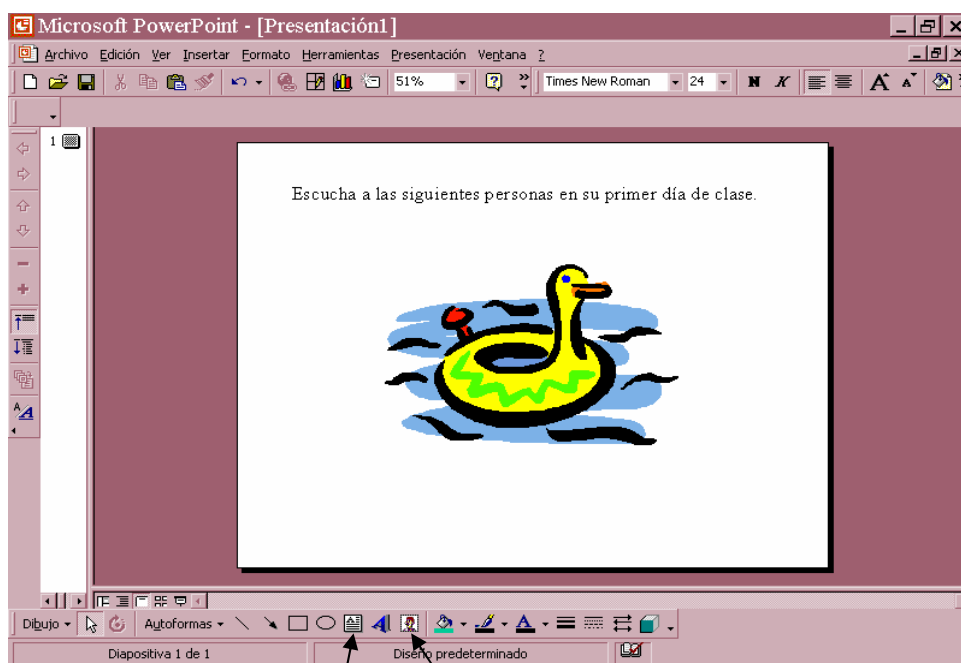 Microsoft PowerPoint - [Presentación1]
Archivo Edición Ver Insertar Formato Herramientas Presentación Ventana ?
51% Times New Roman 24 N K A A
1
Escucha a las siguientes personas en su primer día de clase.
Dibujo Autoformas
Diapositiva 1 de 1 Diseño predeterminado